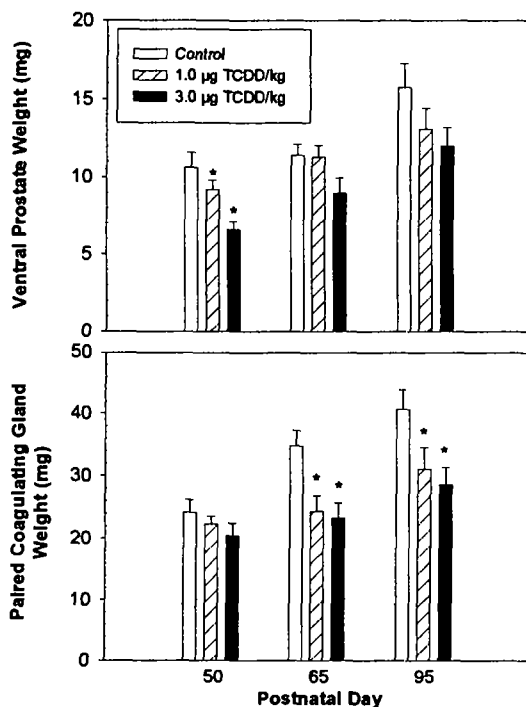 20
15
10
5
0
Ventral Prostate Weight (mg)
Control
1.0 µg TCDD/kg
3.0 µg TCDD/kg
*
*
50
40
30
20
10
0
Paired Coagulating Gland
Weight (mg)
*
*
*
*
50 65 95
Postnatal Day